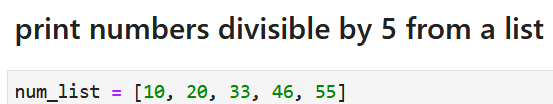 print numbers divisible by 5 from a list
num_list = [10, 20, 33, 46, 55]